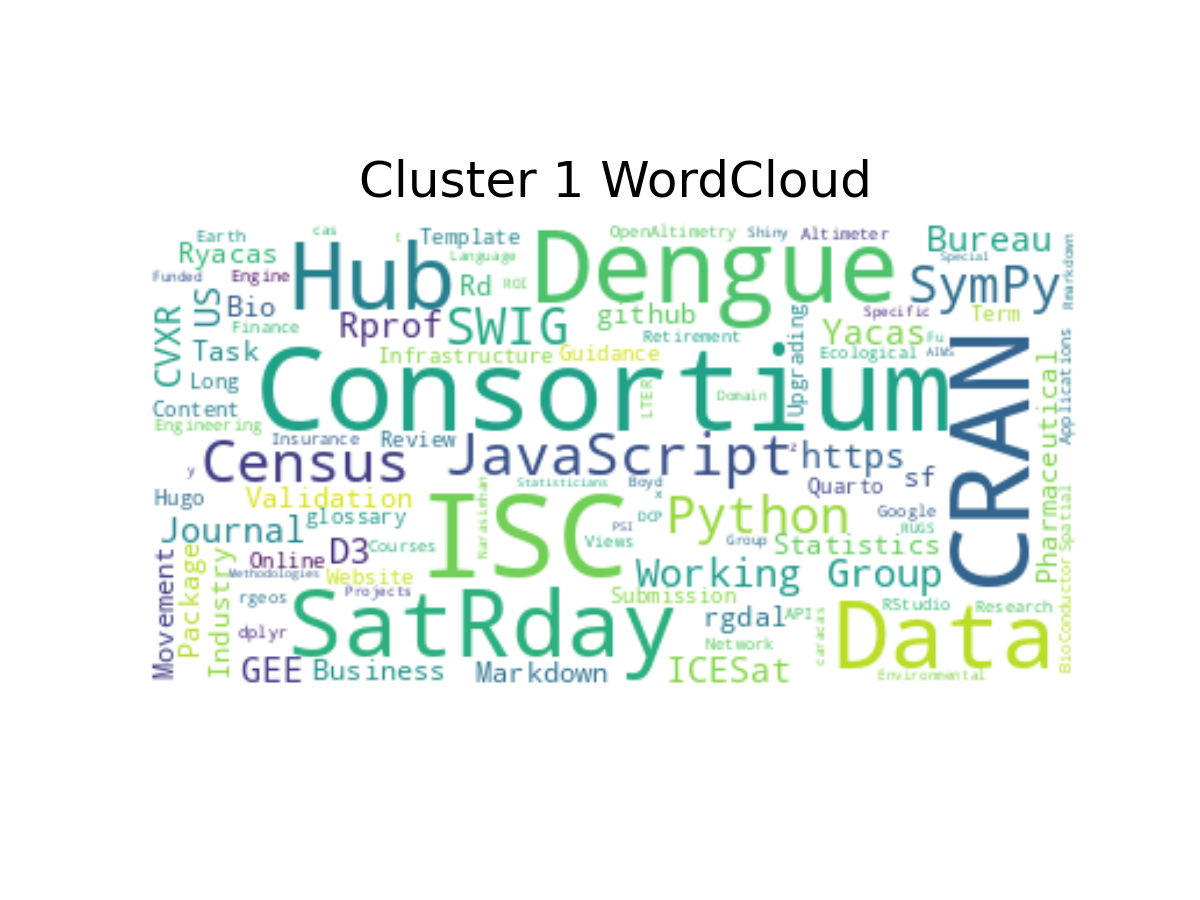 Cluster 1 WordCloud
Earth
cas
t
Template
OpenAltimetry
Shiny
Altimeter
Bureau
Ryacas
Hub
Language
Dengue
Special
Rmarkdown
Funded
Engine
Rd
ROI
SymPy
US
Bio
Rprof
SWIG
github
Specific
Term
CVXR
Finance
Retirement
Upgrading
Yacas
Fu
Task
Infrastructure
Guidance
Ecological
AIMS
Long
Consortium
LTER
Domain
CRAN
Pharmaceutical
Applications
Content
Engineering
Insurance
Review
JavaScript
z
https
sf
y
Census
Statisticians
Boyd
Quarto
Hugo
Validation
Narasimhan
ISC
x
Python
Google
Journal
glossary
PSI
DCP
RUGS
Online
D3
Courses
Views
Group
Statistics
Spatial
Movement
Package
Industry
Methodologies
Website
Working Group
rgeos
Projects
Submission
RStudio
Research
dplyr
SatRday
rgdal
API
caracas
Data
BioConductor
GEE
Business
Markdown
Network
ICESat
Environmental